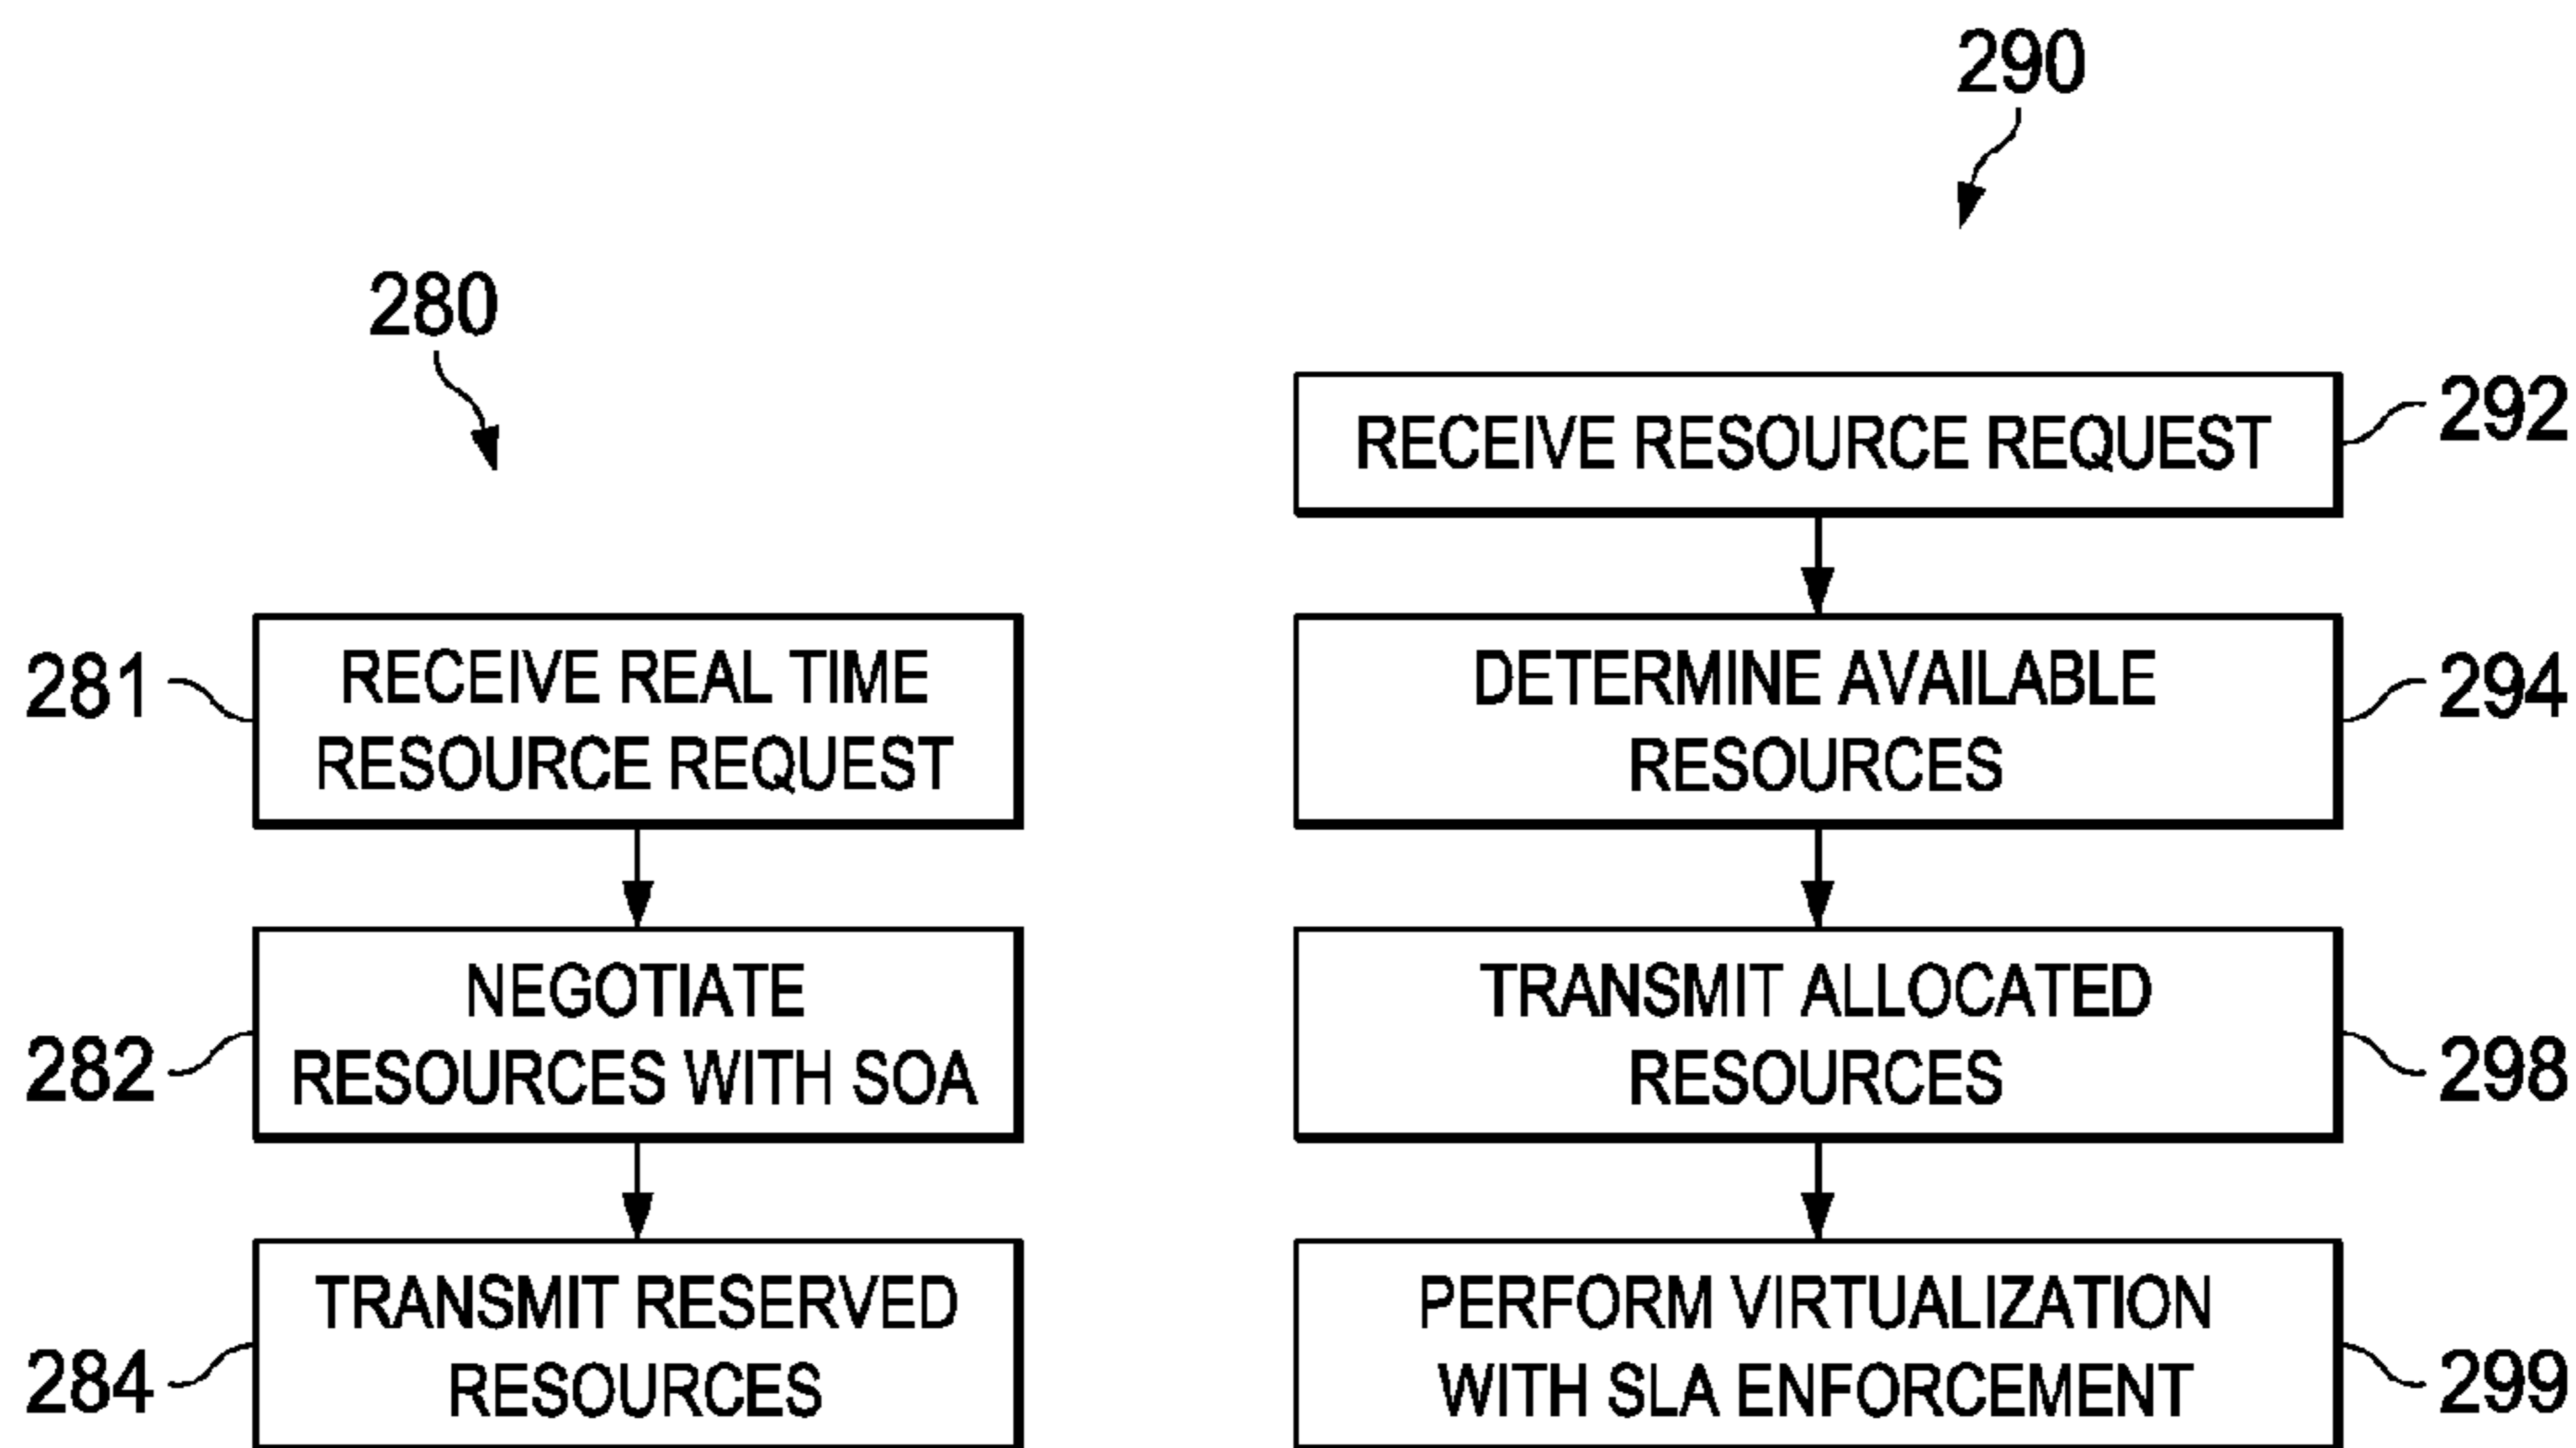 280
281
RECEIVE REAL TIME
RESOURCE REQUEST
282
NEGOTIATE
RESOURCES WITH SOA
284
TRANSMIT RESERVED
RESOURCES
290
RECEIVE RESOURCE REQUEST
292
DETERMINE AVAILABLE
RESOURCES
294
TRANSMIT ALLOCATED
RESOURCES
298
PERFORM VIRTUALIZATION
WITH SLA ENFORCEMENT
299